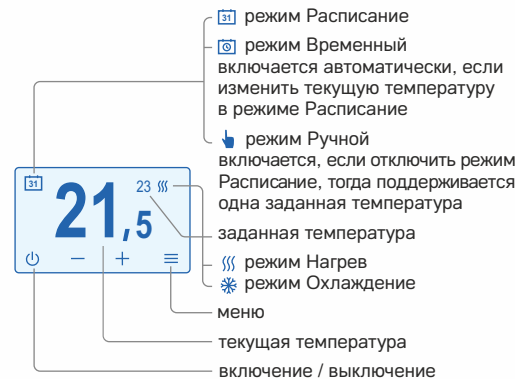 31 режим Расписание
режим Временный
включается автоматически, если
изменить текущую температуру
в режиме Расписание
режим Ручной
включается, если отключить режим
Расписание, тогда поддерживается
одна заданная температура
31
23
21,5
заданная температура
режим Нагрев
режим Охлаждение
меню
текущая температура
включение / выключение